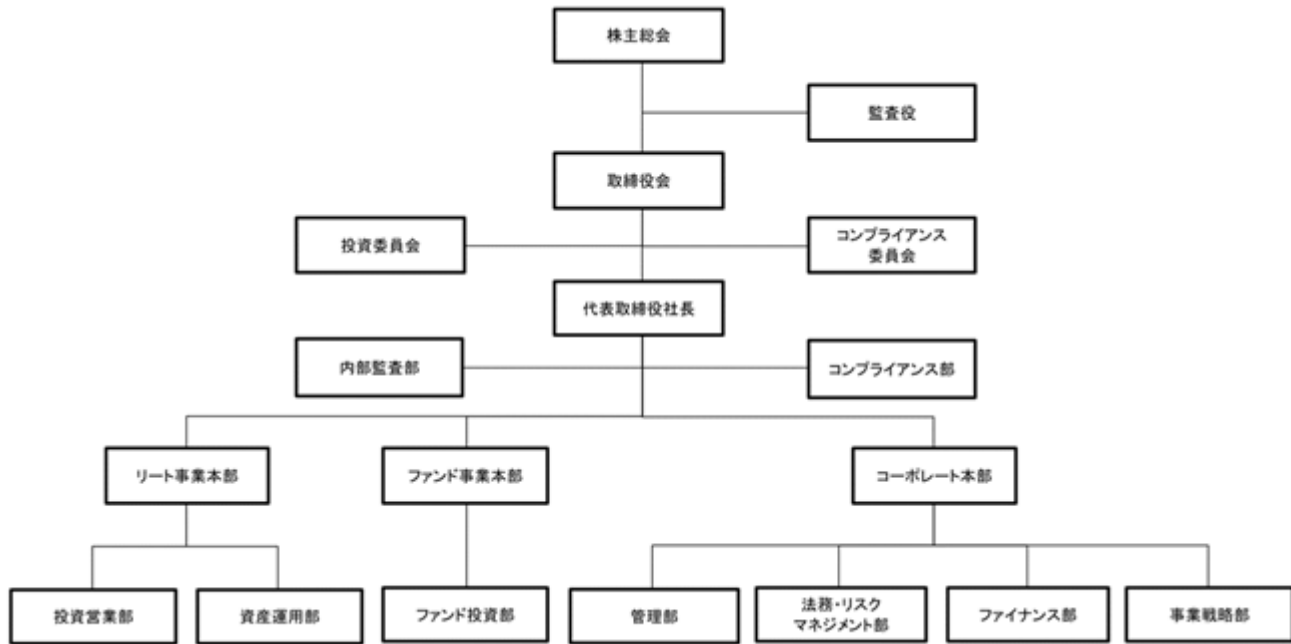 株主総会
監査役
取締役会
投資委員会
コンプライアンス
委員会
代表取締役社長
内部監査部
コンプライアンス部
リート事業本部
ファンド事業本部
コーポレート本部
投資営業部
資産運用部
ファンド投資部
管理部
法務・リスク
マネジメント部
ファイナンス部
事業戦略部